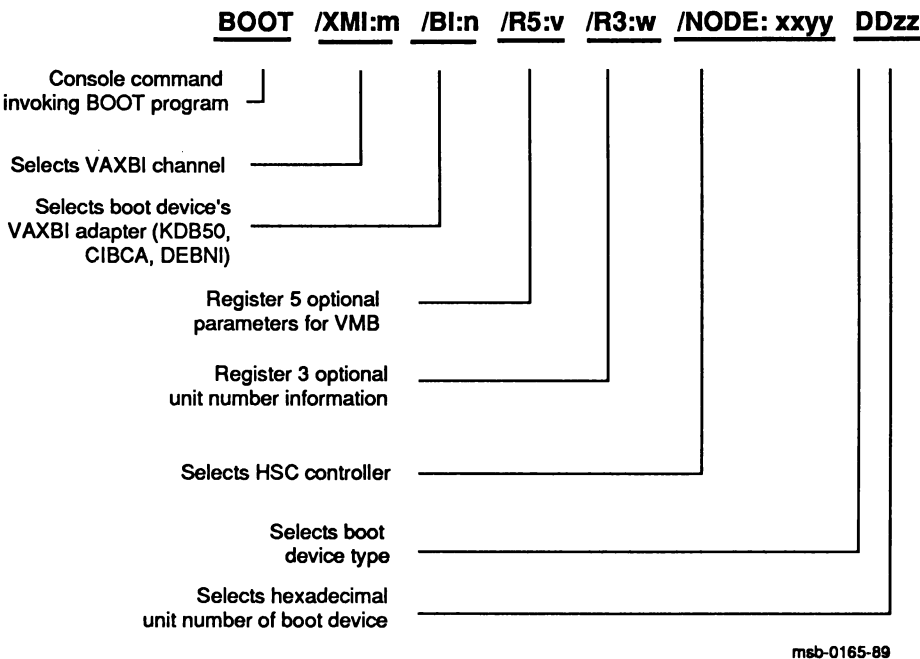 BOOT /XMI:m /BI:n /R5:v /R3:w /NODE: xxyy DDzz
Console command
invoking BOOT program
Selects VAXBI channel
Selects boot device's
VAXBI adapter (KDB50,
CIBCA, DEBNI)
Register 5 optional
parameters for VMB
Register 3 optional
unit number information
Selects HSC controller
Selects boot
device type
Selects hexadecimal
unit number of boot device
msb-0165-89